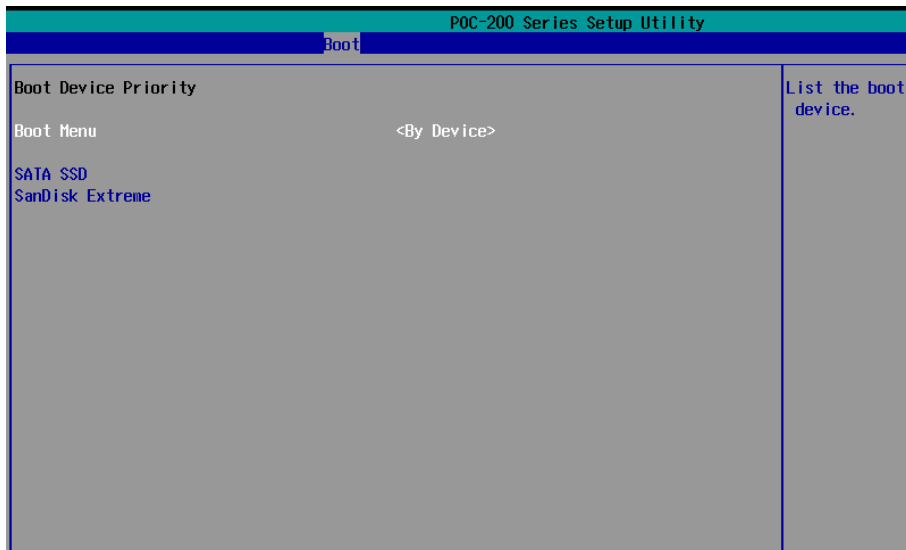 POC-200 Series Setup Utility
Boot
Boot Device Priority
Boot Menu <By Device>
SATA SSD
SanDisk Extreme
List the boot
device.